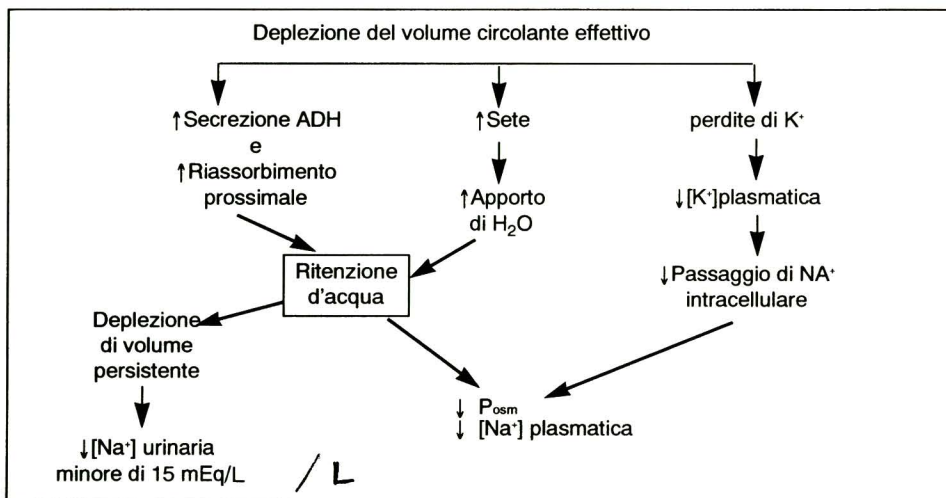 Deplezione del volume circolante effettivo
↑Secrezione ADH
e
↑Riassorbimento
prossimale
↑Sete
↑Apporto
di H₂O
perdite di K⁺
↓[K⁺]plasmatica
↓Passaggio di NA⁺
intracellulare
Ritenzione
d'acqua
Deplezione
di volume
persistente
↓[Na⁺] urinaria
minore di 15 mEq/L
/ L
↓ Posm
↓ [Na⁺] plasmatica